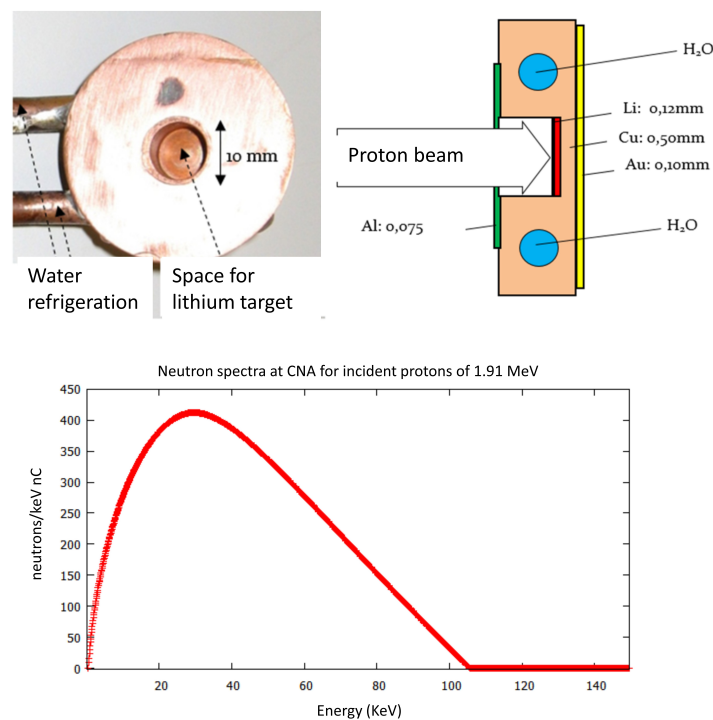 10 mm
Water
refrigeration
Space for
lithium target
H₂O
Li: 0,12mm
Cu: 0,50mm
Au: 0,10mm
Proton beam
Al: 0,075
H₂O
Neutron spectra at CNA for incident protons of 1.91 MeV
neutrons/keV nC
450
400
350
300
250
200
150
100
50
0
20
40
60
80
100
120
140
Energy (KeV)